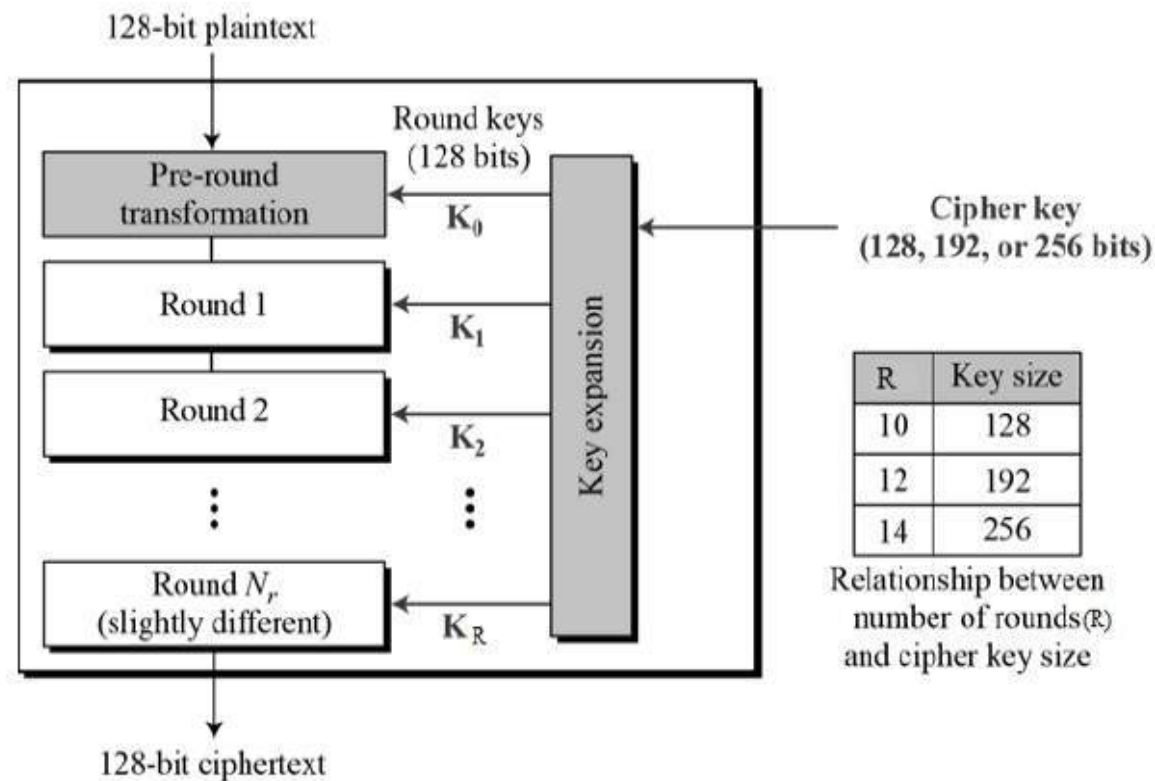 128-bit plaintext
Round keys
(128 bits)
Pre-round
transformation
K0
Cipher key
(128, 192, or 256 bits)
Round 1
K1
Key expansion
Round 2
K2
R Key size
10 128
12 192
14 256
Relationship between
number of rounds(R)
and cipher key size
Round Nr
(slightly different)
KR
128-bit ciphertext